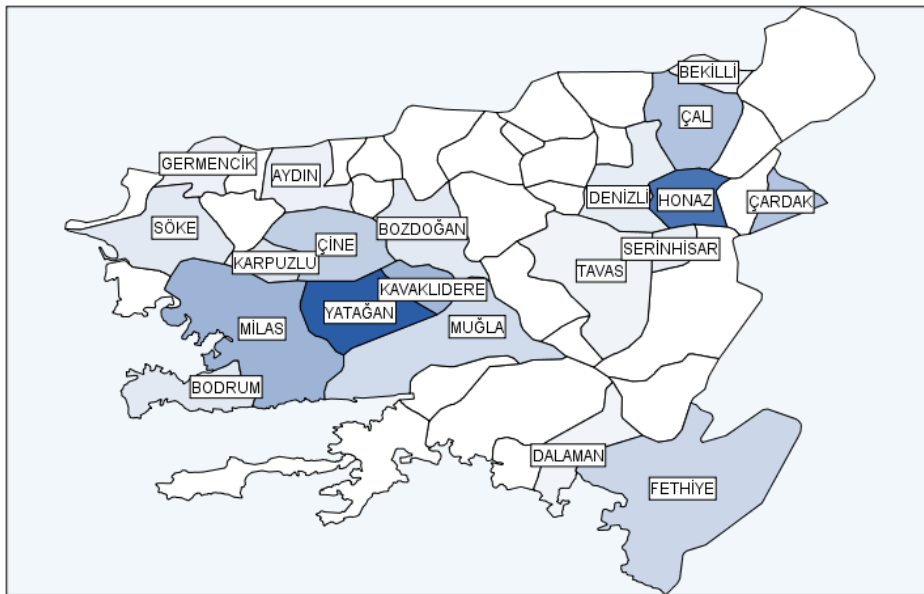 BEKİLLİ
ÇAL
GERMENCİK
AYDIN
DENİZLİ
HONAZ
ÇARDAK
SÖKE
BOZDOĞAN
ÇİNE
SERİNHİSAR
KARPUZLU
TAVAS
KAVAKLIDERE
YATAĞAN
MİLAS
MUĞLA
BODRUM
DALAMAN
FETHİYE